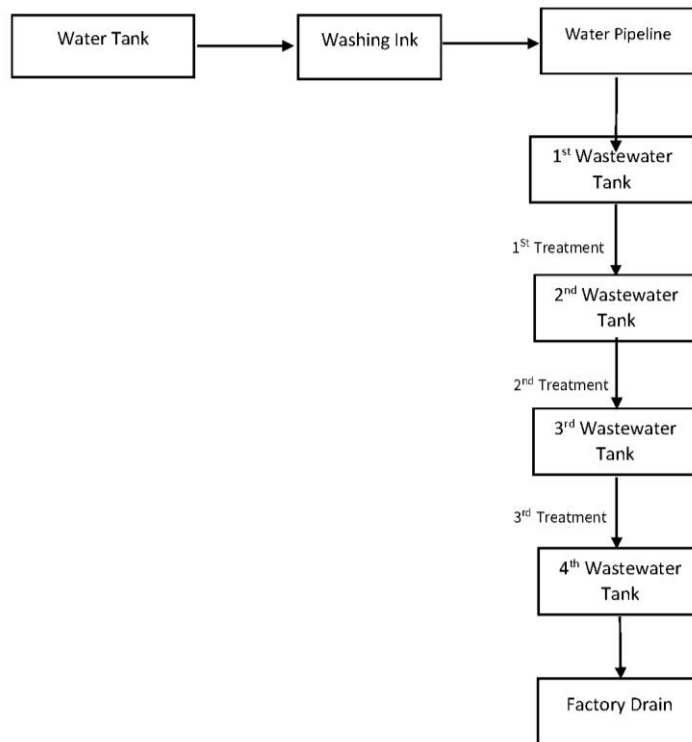 Water Tank
Washing Ink
Water Pipeline
1st Wastewater
Tank
1St Treatment
2nd Wastewater
Tank
2nd Treatment
3rd Wastewater
Tank
3rd Treatment
4th Wastewater
Tank
Factory Drain